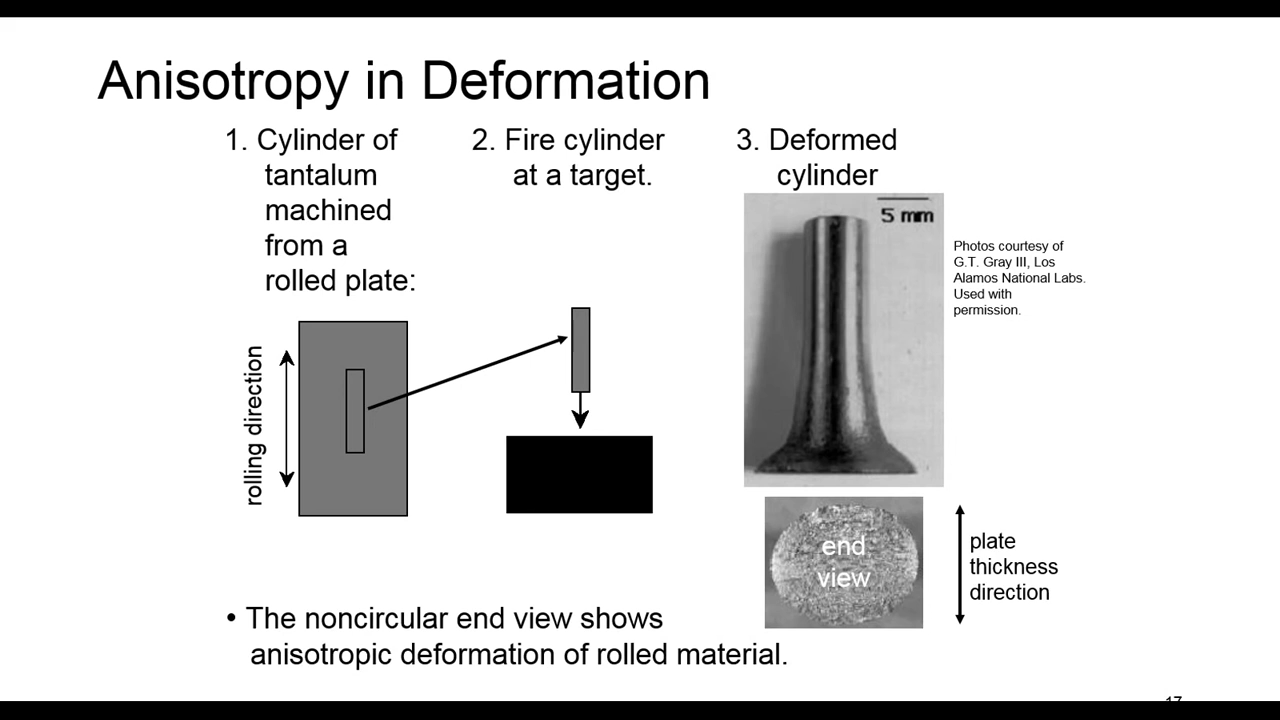 Anisotropy in Deformation
1. Cylinder of
tantalum
machined
from a
rolled plate:
2. Fire cylinder
at a target.
3. Deformed
cylinder
5 mm
Photos courtesy of
G.T. Gray III, Los
Alamos National Labs.
Used with
permission.
rolling direction
end
view
plate
thickness
direction
• The noncircular end view shows
anisotropic deformation of rolled material.
17